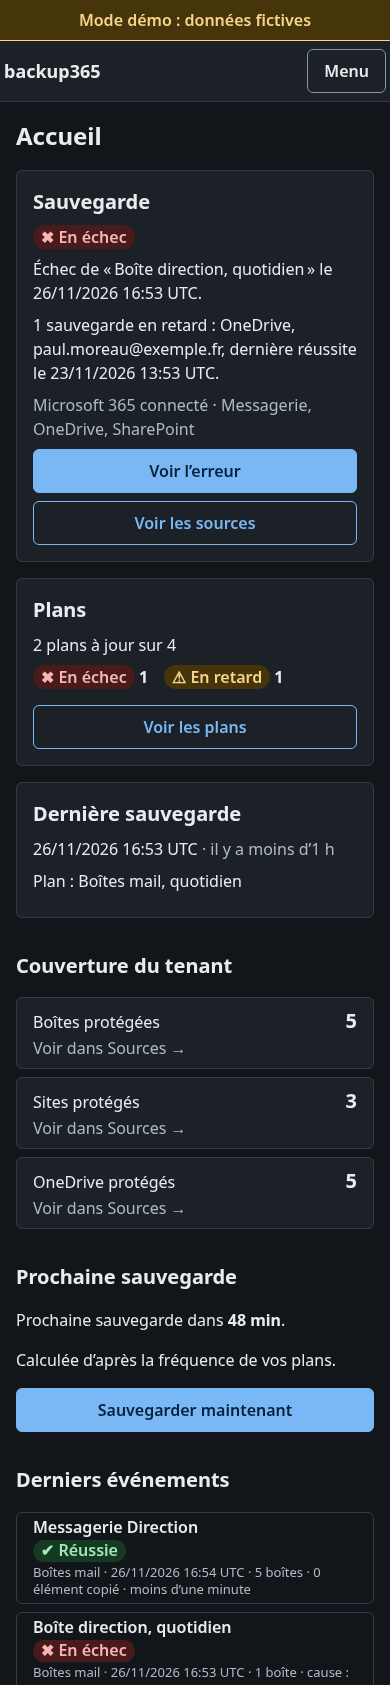 Mode démo : données fictives
backup365
Menu
Accueil
Sauvegarde
✖ En échec
Échec de « Boîte direction, quotidien » le
26/11/2026 16:53 UTC.
1 sauvegarde en retard : OneDrive,
paul.moreau@exemple.fr, dernière réussite
le 23/11/2026 13:53 UTC.
Microsoft 365 connecté · Messagerie,
OneDrive, SharePoint
Voir l’erreur
Voir les sources
Plans
2 plans à jour sur 4
✖ En échec 1 ⚠ En retard 1
Voir les plans
Dernière sauvegarde
26/11/2026 16:53 UTC · il y a moins d’1 h
Plan : Boîtes mail, quotidien
Couverture du tenant
Boîtes protégées 5
Voir dans Sources →
Sites protégés 3
Voir dans Sources →
OneDrive protégés 5
Voir dans Sources →
Prochaine sauvegarde
Prochaine sauvegarde dans 48 min.
Calculée d’après la fréquence de vos plans.
Sauvegarder maintenant
Derniers événements
Messagerie Direction
✔ Réussie
Boîtes mail · 26/11/2026 16:54 UTC · 5 boîtes · 0
élément copié · moins d’une minute
Boîte direction, quotidien
✖ En échec
Boîtes mail · 26/11/2026 16:53 UTC · 1 boîte · cause :